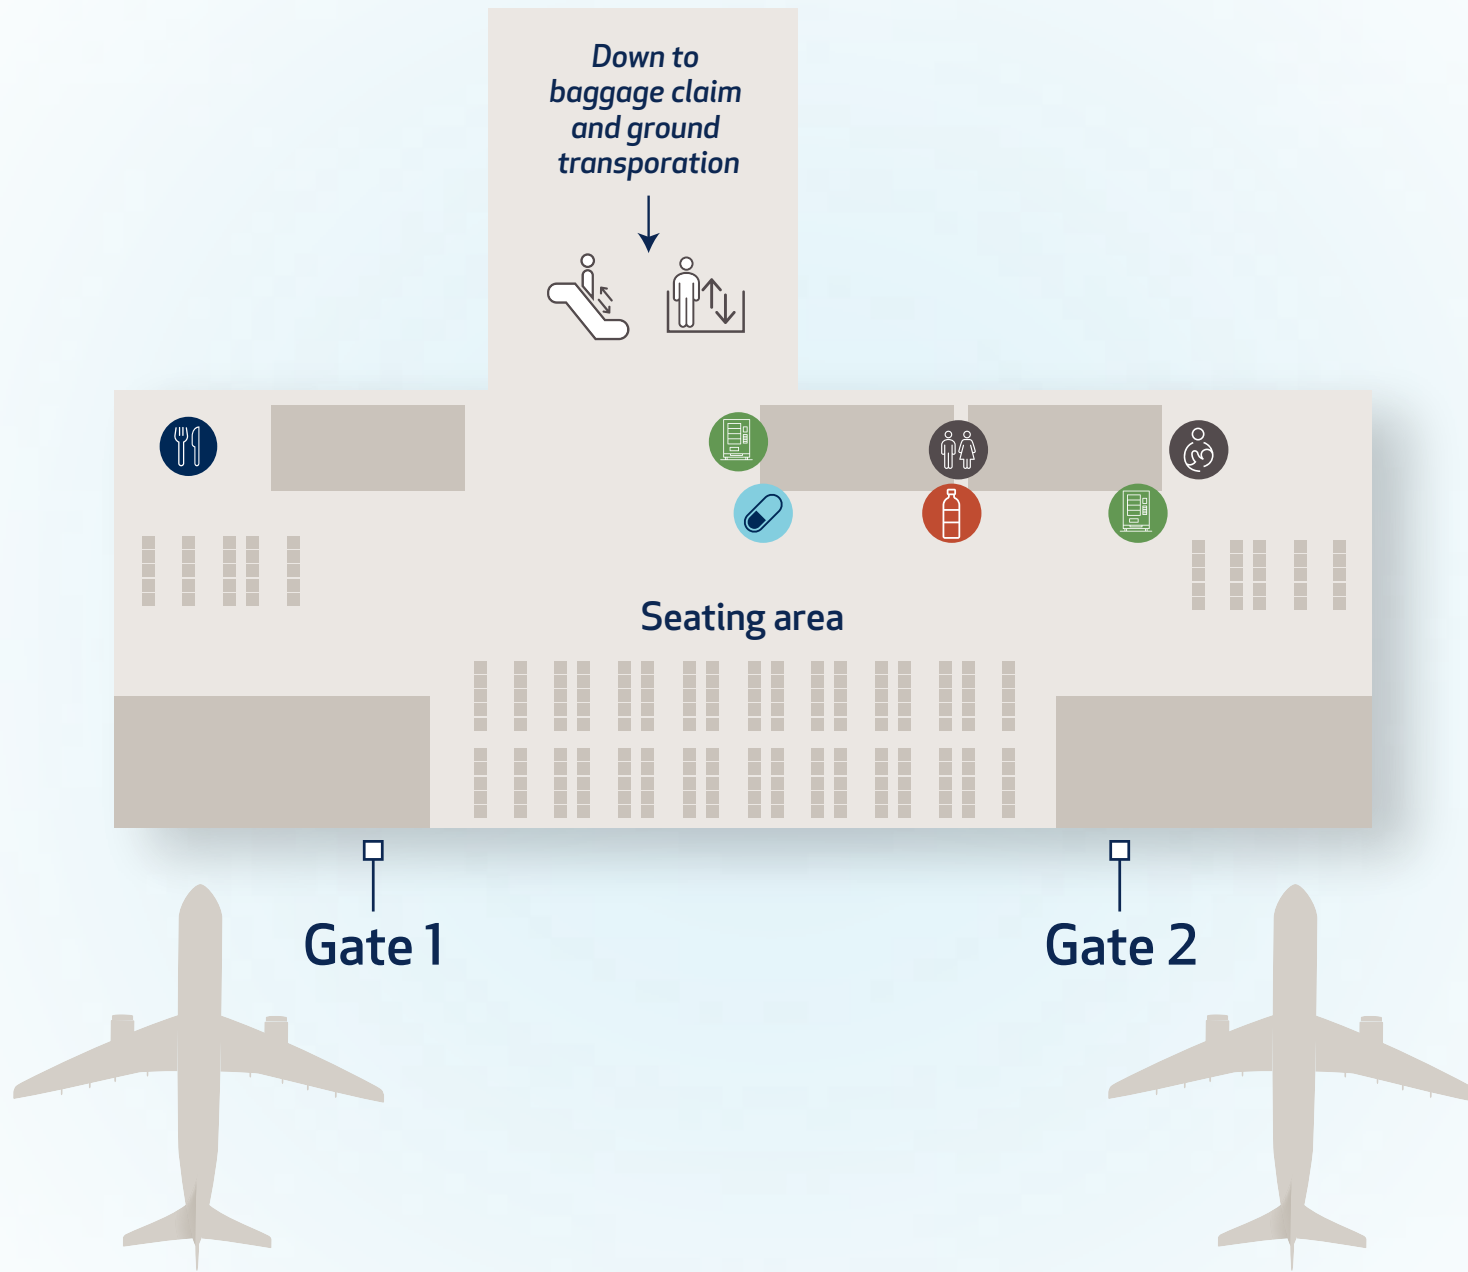 Down to
baggage claim
and ground
transporation
Seating area
Gate 1
Gate 2